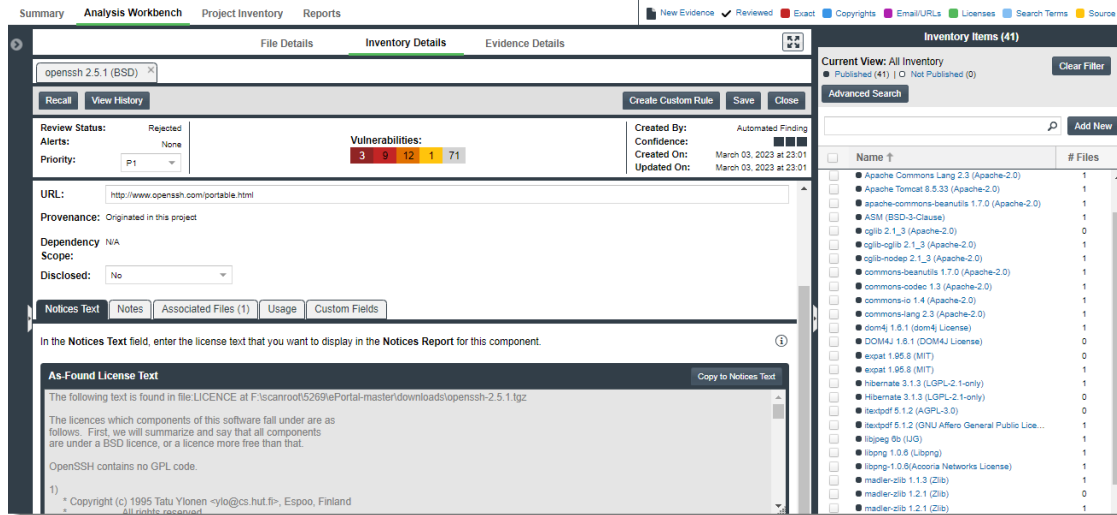 Summary Analysis Workbench Project Inventory Reports
New Evidence Reviewed Exact Copyrights Email/URLs Licenses Search Terms Source
File Details Inventory Details Evidence Details
openssh 2.5.1 (BSD) ×
Recall View History Create Custom Rule Save Close
Review Status: Rejected
Alerts: None
Priority: P1
Vulnerabilities:
3 9 12 1 71
Created By: Automated Finding
Confidence:
Created On: March 03, 2023 at 23:01
Updated On: March 03, 2023 at 23:01
URL: http://www.openssh.com/portable.html
Provenance: Originated in this project
Dependency Scope: N/A
Disclosed: No
Notices Text Notes Associated Files (1) Usage Custom Fields
In the Notices Text field, enter the license text that you want to display in the Notices Report for this component.
As-Found License Text Copy to Notices Text
The following text is found in file:LICENCE at F:\scanroot\5269\ePortal-master\downloads\openssh-2.5.1.tgz
The licences which components of this software fall under are as
follows. First, we will summarize and say that all components
are under a BSD licence, or a licence more free than that.
OpenSSH contains no GPL code.
1)
* Copyright (c) 1995 Tatu Ylonen <ylo@cs.hut.fi>, Espoo, Finland
* All rights reserved
Inventory Items (41)
Current View: All Inventory
Published (41) | Not Published (0)
Clear Filter
Advanced Search
Add New
Name ↑ # Files
Apache Commons Lang 2.3 (Apache-2.0) 1
Apache Tomcat 8.5.33 (Apache-2.0) 1
apache-commons-beanutils 1.7.0 (Apache-2.0) 1
ASM (BSD-3-Clause) 1
cglib 2.1_3 (Apache-2.0) 0
cglib-cglib 2.1_3 (Apache-2.0) 1
cglib-nodep 2.1_3 (Apache-2.0) 1
commons-beanutils 1.7.0 (Apache-2.0) 1
commons-codec 1.3 (Apache-2.0) 1
commons-io 1.4 (Apache-2.0) 1
commons-lang 2.3 (Apache-2.0) 1
dom4j 1.6.1 (dom4j License) 1
DOM4J 1.6.1 (DOM4J License) 0
expat 1.95.8 (MIT) 0
expat 1.95.8 (MIT) 1
hibernate 3.1.3 (LGPL-2.1-only) 1
Hibernate 3.1.3 (LGPL-2.1-only) 0
itextpdf 5.1.2 (AGPL-3.0) 0
itextpdf 5.1.2 (GNU Affero General Public Lice... 1
libjpeg 6b (IJG) 1
libpng 1.0.6 (Libpng) 1
libpng-1.0.6(Accoria Networks License) 1
madler-zlib 1.1.3 (Zlib) 1
madler-zlib 1.2.1 (Zlib) 0
madler-zlib 1.2.1 (Zlib) 1